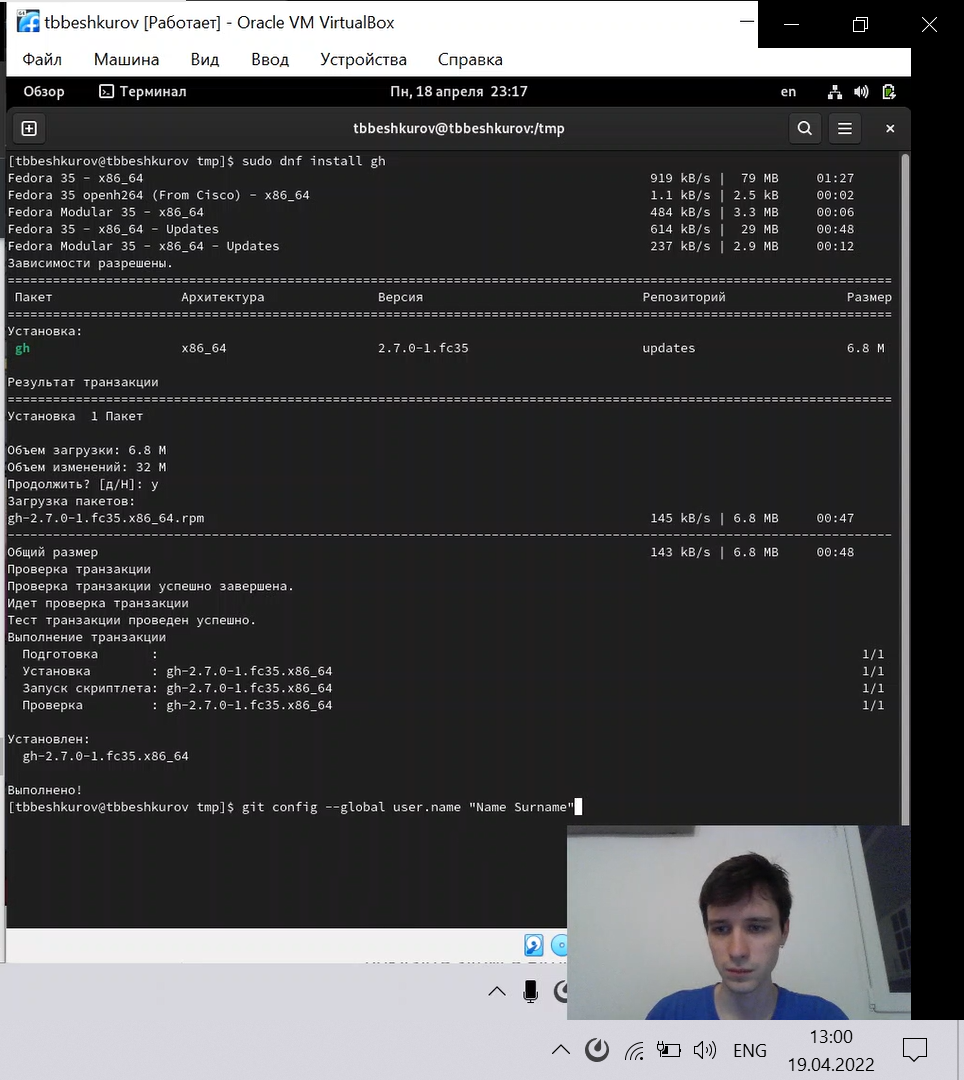 tbbeshkurov [Работает] - Oracle VM VirtualBox
Файл Машина Вид Ввод Устройства Справка
Обзор Терминал Пн, 18 апреля 23:17 en
tbbeshkurov@tbbeshkurov:/tmp
[tbbeshkurov@tbbeshkurov tmp]$ sudo dnf install gh
Fedora 35 - x86_64 919 kB/s | 79 MB 01:27
Fedora 35 openh264 (From Cisco) - x86_64 1.1 kB/s | 2.5 kB 00:02
Fedora Modular 35 - x86_64 484 kB/s | 3.3 MB 00:06
Fedora 35 - x86_64 - Updates 614 kB/s | 29 MB 00:48
Fedora Modular 35 - x86_64 - Updates 237 kB/s | 2.9 MB 00:12
Зависимости разрешены.
Пакет Архитектура Версия Репозиторий Размер
Установка:
gh x86_64 2.7.0-1.fc35 updates 6.8 M
Результат транзакции
Установка 1 Пакет
Объем загрузки: 6.8 M
Объем изменений: 32 M
Продолжить? [д/Н]: y
Загрузка пакетов:
gh-2.7.0-1.fc35.x86_64.rpm 145 kB/s | 6.8 MB 00:47
Общий размер 143 kB/s | 6.8 MB 00:48
Проверка транзакции
Проверка транзакции успешно завершена.
Идет проверка транзакции
Тест транзакции проведен успешно.
Выполнение транзакции
Подготовка : 1/1
Установка : gh-2.7.0-1.fc35.x86_64 1/1
Запуск скриптлета: gh-2.7.0-1.fc35.x86_64 1/1
Проверка : gh-2.7.0-1.fc35.x86_64 1/1
Установлен:
gh-2.7.0-1.fc35.x86_64
Выполнено!
[tbbeshkurov@tbbeshkurov tmp]$ git config --global user.name "Name Surname"
ENG
13:00
19.04.2022